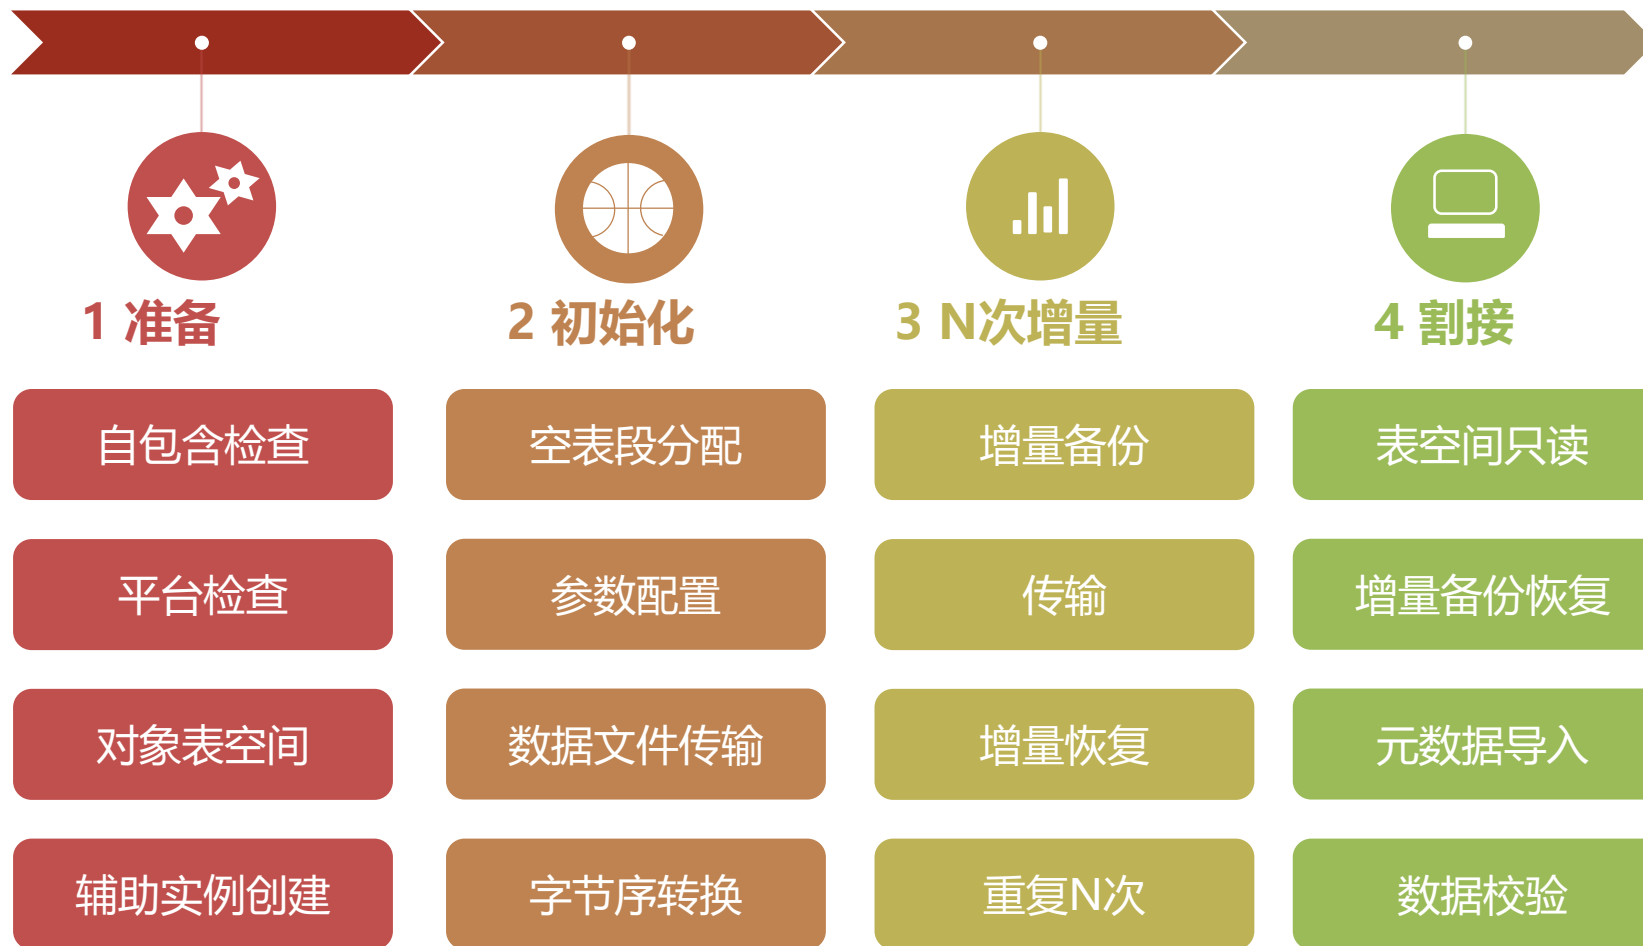 1 准备
2 初始化
3 N次增量
4 割接
自包含检查
空表段分配
增量备份
表空间只读
平台检查
参数配置
传输
增量备份恢复
对象表空间
数据文件传输
增量恢复
元数据导入
辅助实例创建
字节序转换
重复N次
数据校验